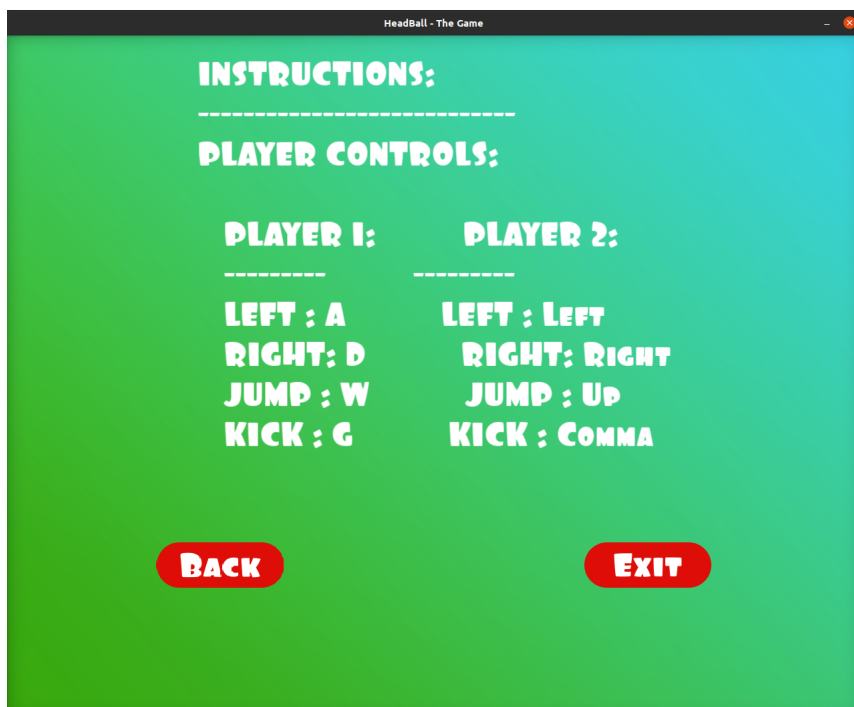 HeadBall - The Game
INSTRUCTIONS:
----------------------------
PLAYER CONTROLS:
PLAYER 1: PLAYER 2:
--------- ---------
LEFT : A LEFT : Left
RIGHT: D RIGHT: Right
JUMP : W JUMP : Up
KICK : G KICK : Comma
Back Exit